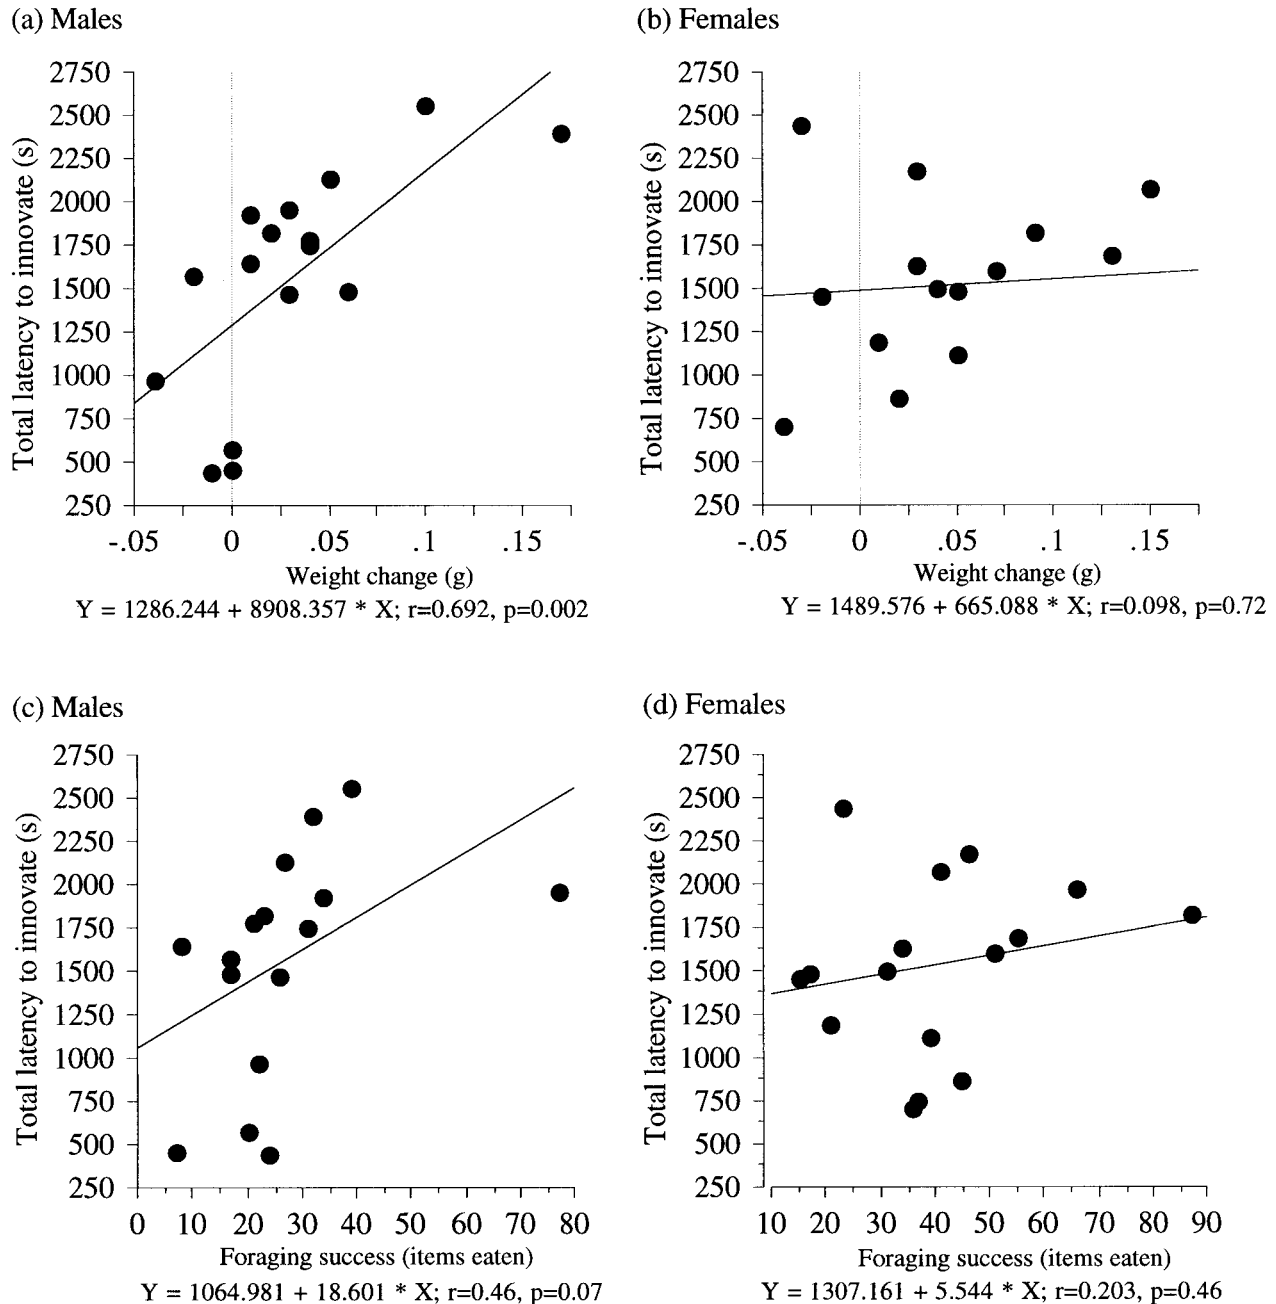 (a) Males
Total latency to innovate (s)
2750
2500
2250
2000
1750
1500
1250
1000
750
500
250
-.05 0 .05 .1 .15
Weight change (g)
Y = 1286.244 + 8908.357 * X; r=0.692, p=0.002
(b) Females
Total latency to innovate (s)
2750
2500
2250
2000
1750
1500
1250
1000
750
500
250
-.05 0 .05 .1 .15
Weight change (g)
Y = 1489.576 + 665.088 * X; r=0.098, p=0.72
(c) Males
Total latency to innovate (s)
2750
2500
2250
2000
1750
1500
1250
1000
750
500
250
0 10 20 30 40 50 60 70 80
Foraging success (items eaten)
Y = 1064.981 + 18.601 * X; r=0.46, p=0.07
(d) Females
Total latency to innovate (s)
2750
2500
2250
2000
1750
1500
1250
1000
750
500
250
10 20 30 40 50 60 70 80 90
Foraging success (items eaten)
Y = 1307.161 + 5.544 * X; r=0.203, p=0.46